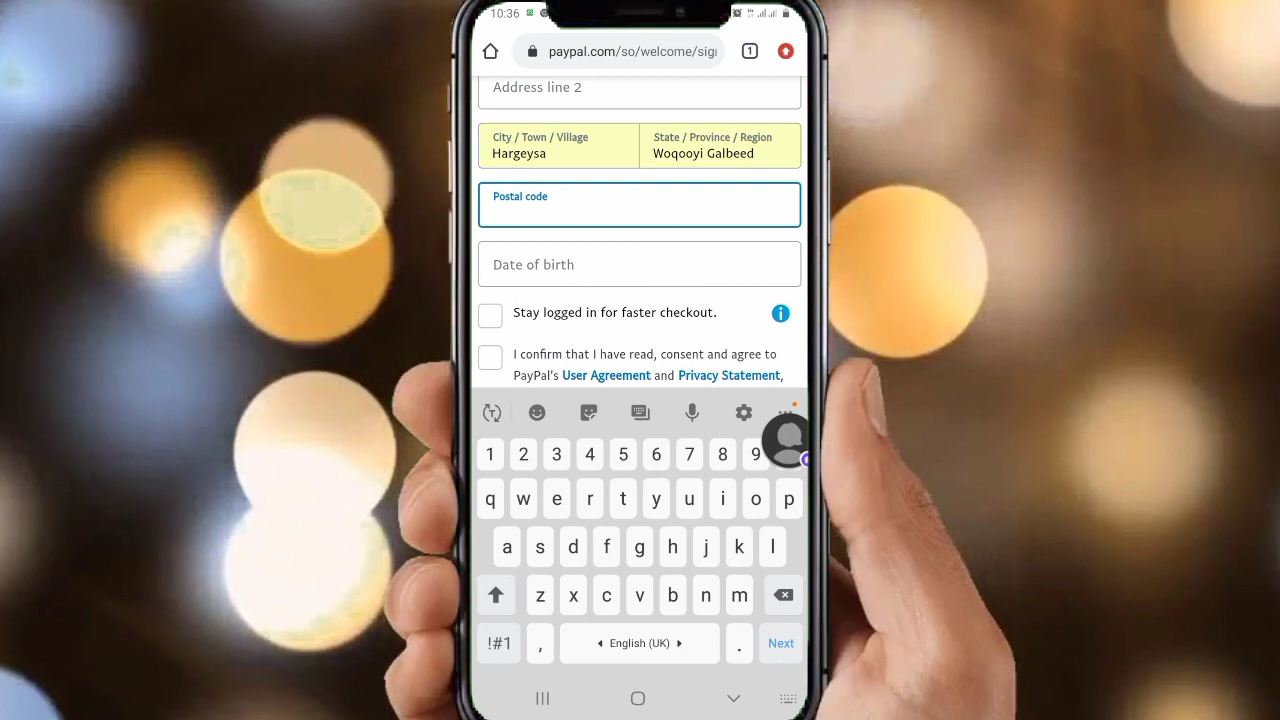 10:36
paypal.com/so/welcome/sig
1
Address line 2
City / Town / Village State / Province / Region
Hargeysa Woqooyi Galbeed
Postal code
Date of birth
Stay logged in for faster checkout.
I confirm that I have read, consent and agree to
PayPal's User Agreement and Privacy Statement,
1 2 3 4 5 6 7 8 9
q w e r t y u i o p
a s d f g h j k l
z x c v b n m
!#1 , English (UK) . Next